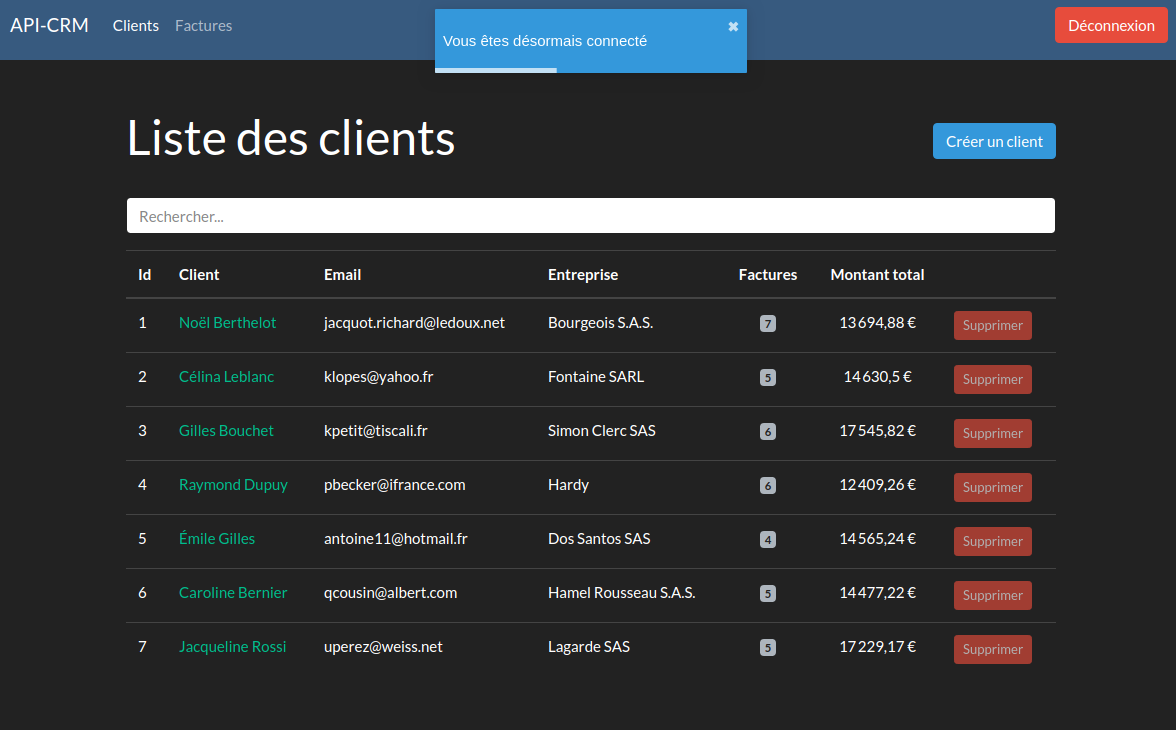 API-CRM Clients Factures Déconnexion
Vous êtes désormais connecté ✖
Liste des clients Créer un client
Rechercher...
Id Client Email Entreprise Factures Montant total
1 Noël Berthelot jacquot.richard@ledoux.net Bourgeois S.A.S. 7 13 694,88 € Supprimer
2 Célina Leblanc klopes@yahoo.fr Fontaine SARL 5 14 630,5 € Supprimer
3 Gilles Bouchet kpetit@tiscali.fr Simon Clerc SAS 6 17 545,82 € Supprimer
4 Raymond Dupuy pbecker@ifrance.com Hardy 6 12 409,26 € Supprimer
5 Émile Gilles antoine11@hotmail.fr Dos Santos SAS 4 14 565,24 € Supprimer
6 Caroline Bernier qcousin@albert.com Hamel Rousseau S.A.S. 5 14 477,22 € Supprimer
7 Jacqueline Rossi uperez@weiss.net Lagarde SAS 5 17 229,17 € Supprimer